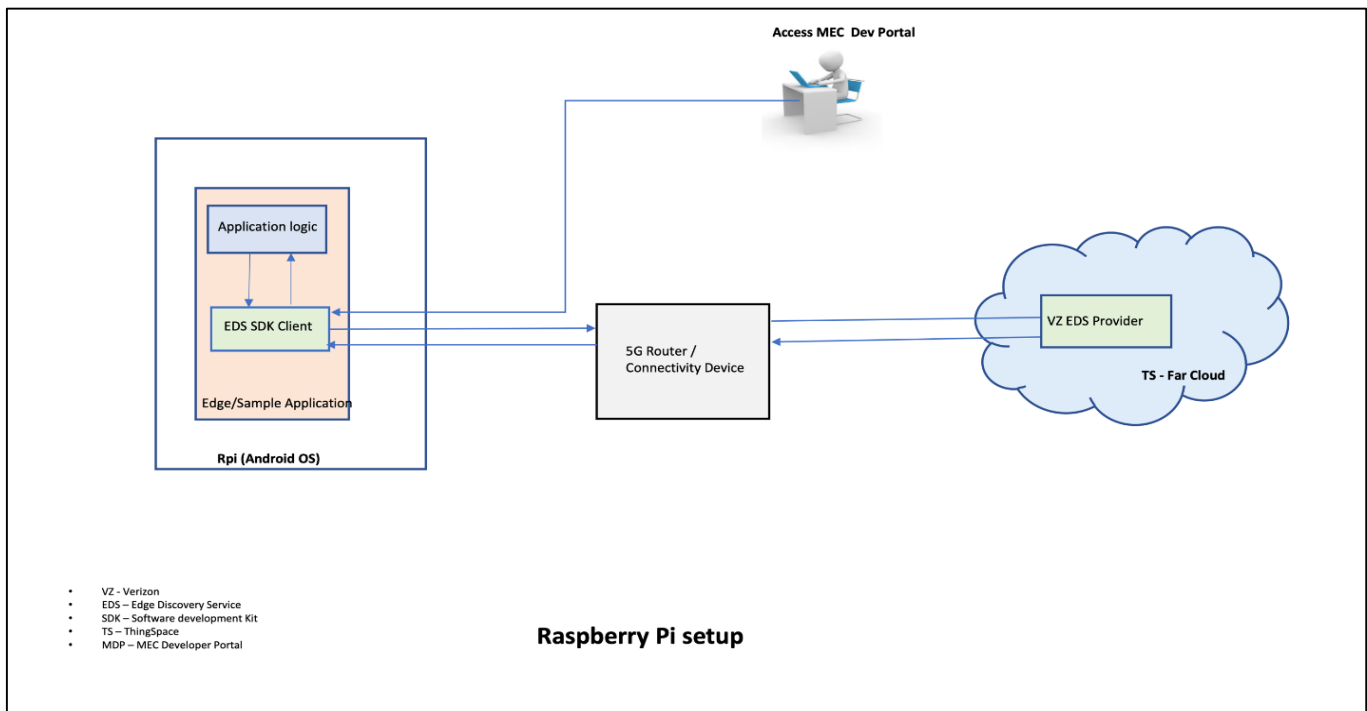 Access MEC Dev Portal
Application logic
EDS SDK Client
Edge/Sample Application
Rpi (Android OS)
5G Router /
Connectivity Device
VZ EDS Provider
TS - Far Cloud
• VZ - Verizon
• EDS – Edge Discovery Service
• SDK – Software development Kit
• TS – ThingSpace
• MDP – MEC Developer Portal
Raspberry Pi setup